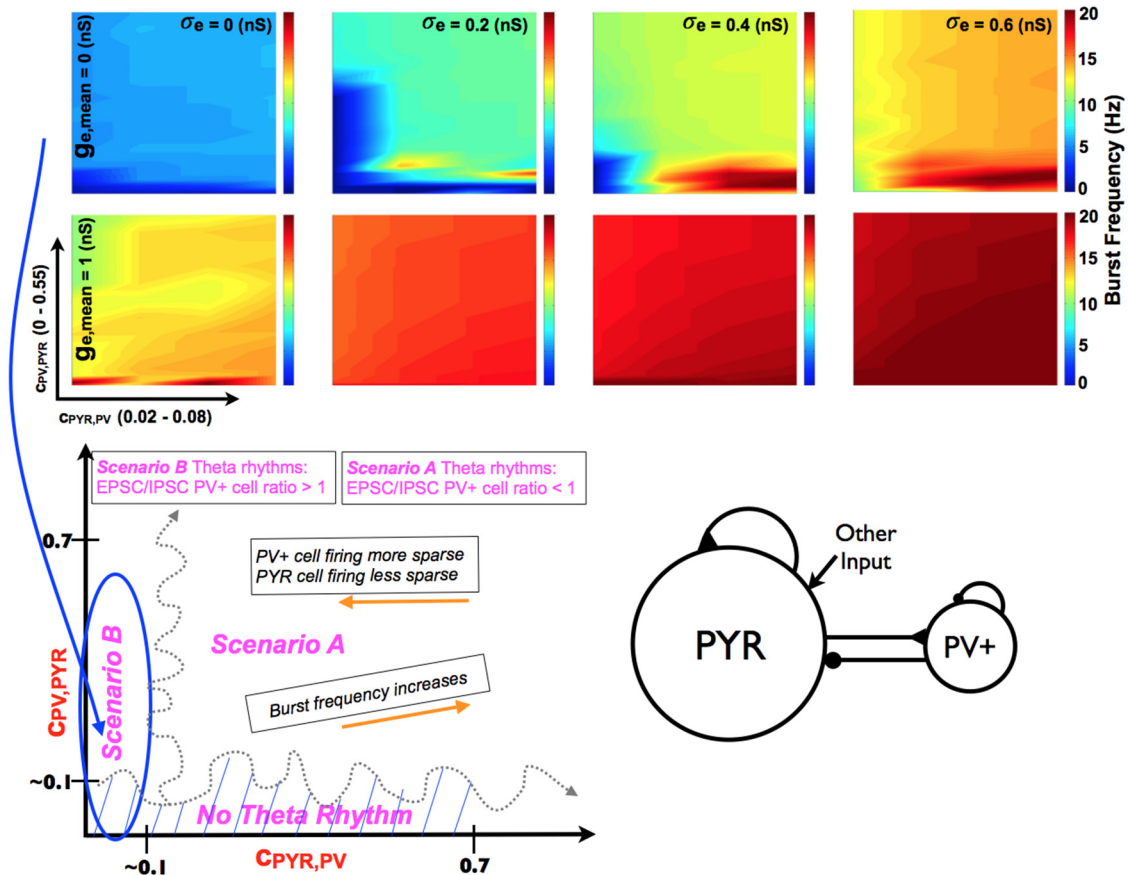 σe = 0 (nS)
σe = 0.2 (nS)
σe = 0.4 (nS)
σe = 0.6 (nS)
ge,mean = 0 (nS)
20
15
10
5
0
ge,mean = 1 (nS)
20
15
10
5
0
Burst Frequency (Hz)
cPV,PYR (0 - 0.55)
cPYR,PV (0.02 - 0.08)
Scenario B Theta rhythms:
EPSC/IPSC PV+ cell ratio > 1
Scenario A Theta rhythms:
EPSC/IPSC PV+ cell ratio < 1
0.7
PV+ cell firing more sparse
PYR cell firing less sparse
Scenario A
Scenario B
Burst frequency increases
cPV,PYR
~0.1
No Theta Rhythm
~0.1
cPYR,PV
0.7
Other
Input
PYR
PV+